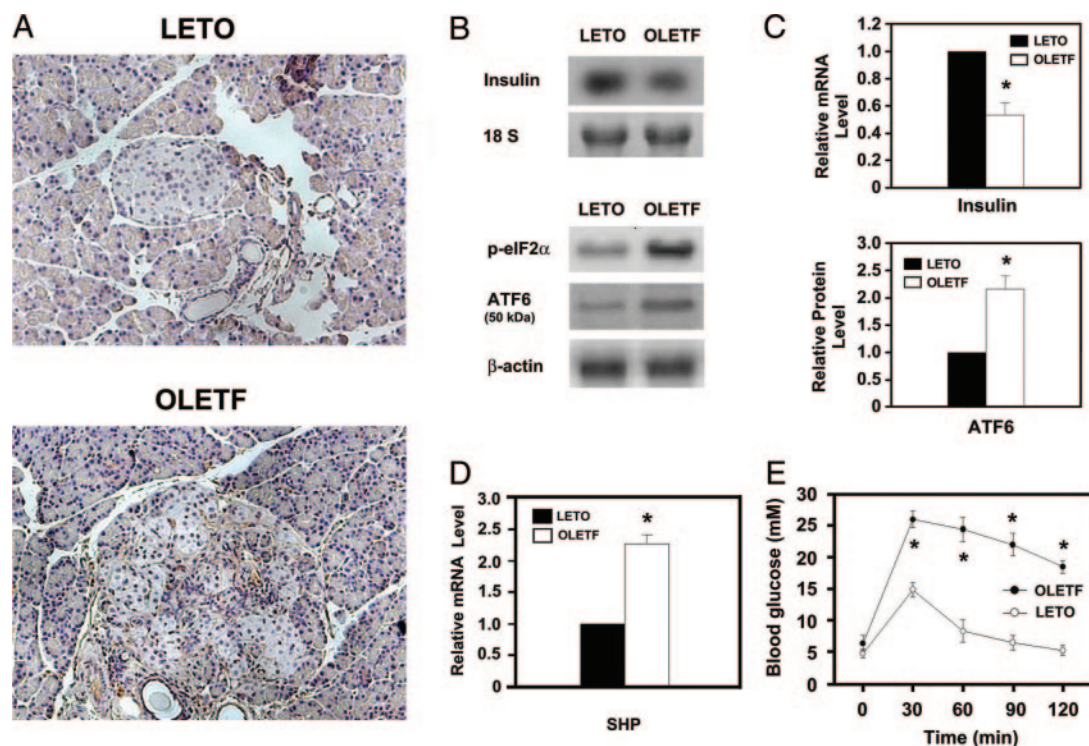 A
LETO
OLETF
B
LETO OLETF
Insulin
18 S
LETO OLETF
p-eIF2α
ATF6
(50 kDa)
β-actin
C
Relative mRNA
Level
1.2
1.0
0.8
0.6
0.4
0.2
0
LETO
OLETF
*
Insulin
Relative Protein
Level
3.0
2.5
2.0
1.5
1.0
0.5
0
LETO
OLETF
*
ATF6
D
Relative mRNA Level
3.0
2.5
2.0
1.5
1.0
0.5
0.0
LETO
OLETF
*
SHP
E
Blood glucose (mM)
30
25
20
15
10
5
0
*
*
*
*
OLETF
LETO
0 30 60 90 120
Time (min)